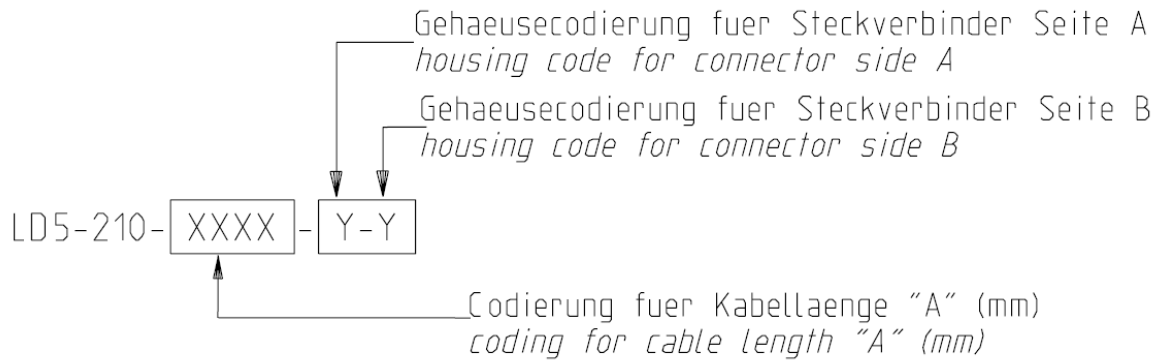 Gehaeusecodierung fuer Steckverbinder Seite A
housing code for connector side A
Gehaeusecodierung fuer Steckverbinder Seite B
housing code for connector side B
LD5-210-XXXX-Y-Y
Codierung fuer Kabellaenge "A" (mm)
coding for cable length "A" (mm)